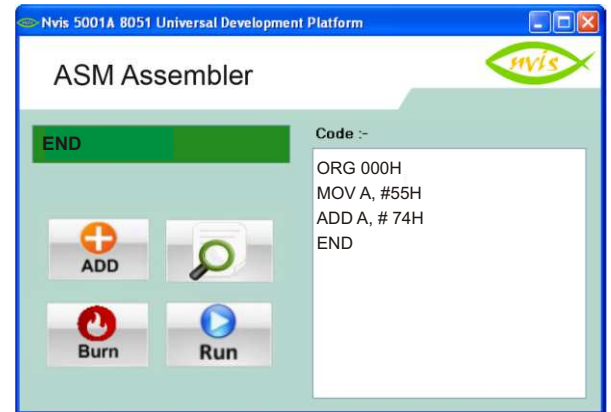 Nvis 5001A 8051 Universal Development Platform
ASM Assembler
nvis
END
Code :-
ORG 000H
MOV A, #55H
ADD A, # 74H
END
ADD
Burn
Run